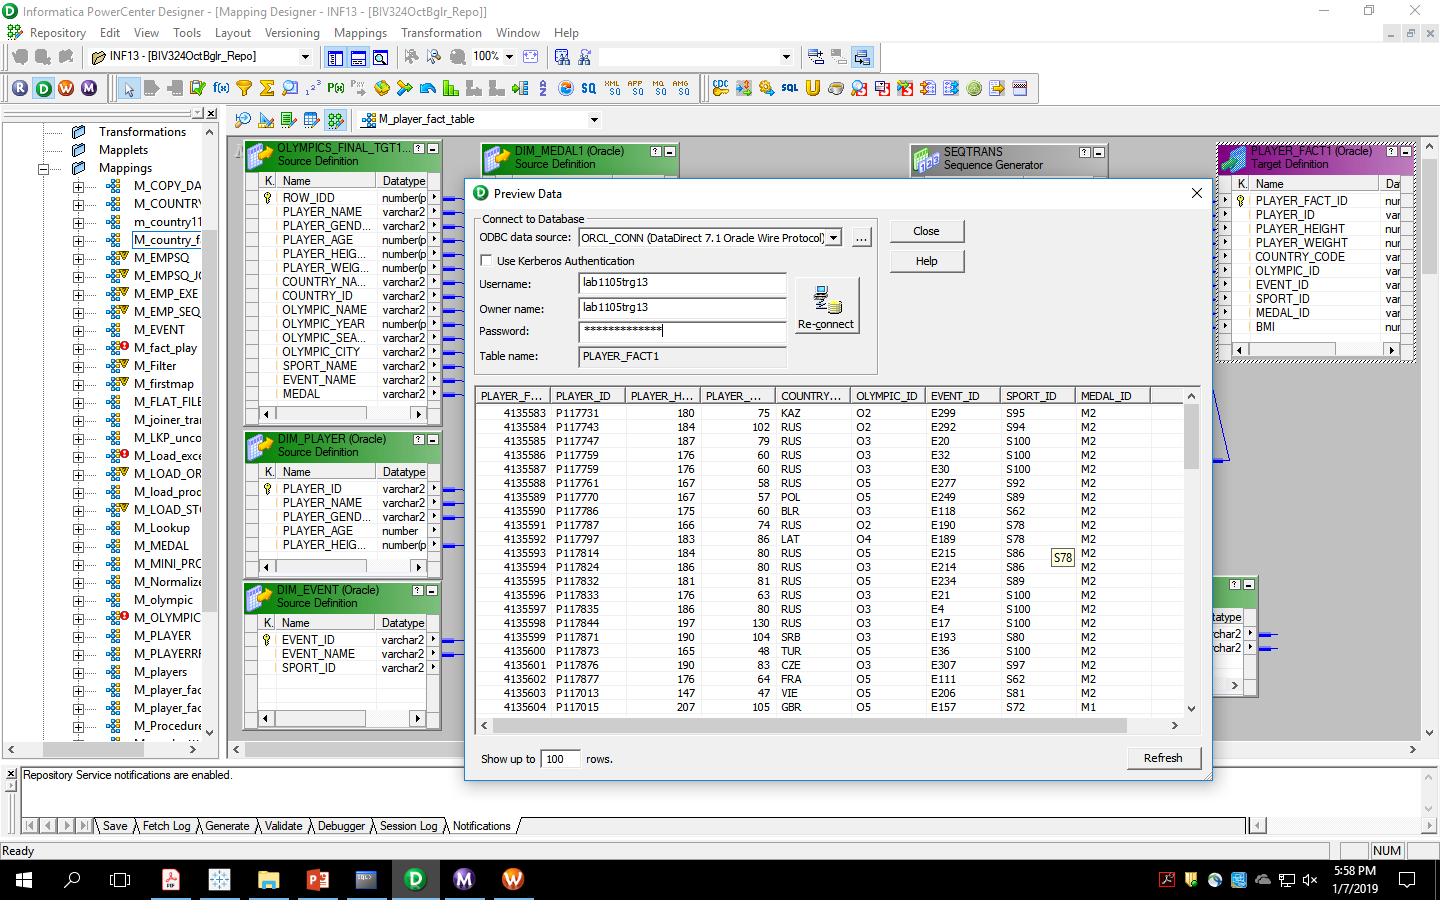 Informatica PowerCenter Designer - [Mapping Designer - INF13 - [BIV324OctBglr_Repo]]
Repository Edit View Tools Layout Versioning Mappings Transformation Window Help
INF13 - [BIV324OctBglr_Repo]
100%
M_player_fact_table
Transformations
Mapplets
Mappings
M_COPY_DA
M_COUNTRY
m_country11
M_country_f
M_EMPSQ
M_EMPSQ_JC
M_EMP_EXE
M_EMP_SEQ
M_EVENT
M_fact_play
M_Filter
M_firstmap
M_FLAT_FILE
M_joiner_tran
M_LKP_unco
M_Load_exce
M_LOAD_OR
M_load_prod
M_LOAD_STO
M_Lookup
M_MEDAL
M_MINI_PRO
M_Normalize
M_olympic
M_OLYMPIC
M_PLAYER
M_PLAYERRF
M_players
M_player_fac
M_player_fac
M_Procedure
OLYMPICS_FINAL_TGT1...
Source Definition
K. Name Datatype
ROW_IDD number(p
PLAYER_NAME varchar2
PLAYER_GEND... varchar2
PLAYER_AGE number(p
PLAYER_HEIG... varchar2
PLAYER_WEIG... varchar2
COUNTRY_NA... varchar2
COUNTRY_ID varchar2
OLYMPIC_NAME varchar2
OLYMPIC_YEAR number(p
OLYMPIC_SEA... varchar2
OLYMPIC_CITY varchar2
SPORT_NAME varchar2
EVENT_NAME varchar2
MEDAL varchar2
DIM_PLAYER (Oracle)
Source Definition
K. Name Datatype
PLAYER_ID varchar2
PLAYER_NAME varchar2
PLAYER_GEND... varchar2
PLAYER_AGE number
PLAYER_HEIG... number(p
DIM_EVENT (Oracle)
Source Definition
K. Name Datatype
EVENT_ID varchar2
EVENT_NAME varchar2
SPORT_ID varchar2
DIM_MEDAL1 (Oracle)
Source Definition
SEQTRANS
Sequence Generator
PLAYER_FACT1 (Oracle)
Target Definition
K. Name Dat
PLAYER_FACT_ID nur
PLAYER_ID var
PLAYER_HEIGHT nur
PLAYER_WEIGHT nur
COUNTRY_CODE var
OLYMPIC_ID var
EVENT_ID var
SPORT_ID var
MEDAL_ID var
BMI nur
tatype
rchar2
rchar2
Preview Data
Connect to Database
ODBC data source: ORCL_CONN (DataDirect 7.1 Oracle Wire Protocol) ...
Use Kerberos Authentication
Username: lab1105trg13
Owner name: lab1105trg13
Password: *************
Table name: PLAYER_FACT1
Re-connect
Close
Help
PLAYER_F... PLAYER_ID PLAYER_H... PLAYER_... COUNTRY... OLYMPIC_ID EVENT_ID SPORT_ID MEDAL_ID
4135583 P117731 180 75 KAZ O2 E299 S95 M2
4135584 P117743 184 102 RUS O2 E292 S94 M2
4135585 P117747 187 79 RUS O3 E20 S100 M2
4135586 P117759 176 60 RUS O3 E32 S100 M2
4135587 P117759 176 60 RUS O3 E30 S100 M2
4135588 P117761 167 58 RUS O5 E277 S92 M2
4135589 P117770 167 57 POL O5 E249 S89 M2
4135590 P117786 175 60 BLR O3 E118 S62 M2
4135591 P117787 166 74 RUS O2 E190 S78 M2
4135592 P117797 183 86 LAT O4 E189 S78 M2
4135593 P117814 184 80 RUS O5 E215 S86 M2
4135594 P117824 186 80 RUS O3 E214 S86 M2
4135595 P117832 181 81 RUS O5 E234 S89 M2
4135596 P117833 176 63 RUS O5 E21 S100 M2
4135597 P117835 186 80 RUS O3 E4 S100 M2
4135598 P117844 197 130 RUS O3 E17 S100 M2
4135599 P117871 190 104 SRB O5 E193 S80 M2
4135600 P117873 165 48 TUR O5 E36 S100 M2
4135601 P117876 190 83 CZE O3 E307 S97 M2
4135602 P117877 176 64 FRA O5 E111 S62 M2
4135603 P117013 147 47 VIE O5 E206 S81 M2
4135604 P117015 207 105 GBR O5 E157 S72 M1
S78
Show up to 100 rows.
Refresh
Repository Service notifications are enabled.
Save Fetch Log Generate Validate Debugger Session Log Notifications
Ready
NUM
5:58 PM
1/7/2019